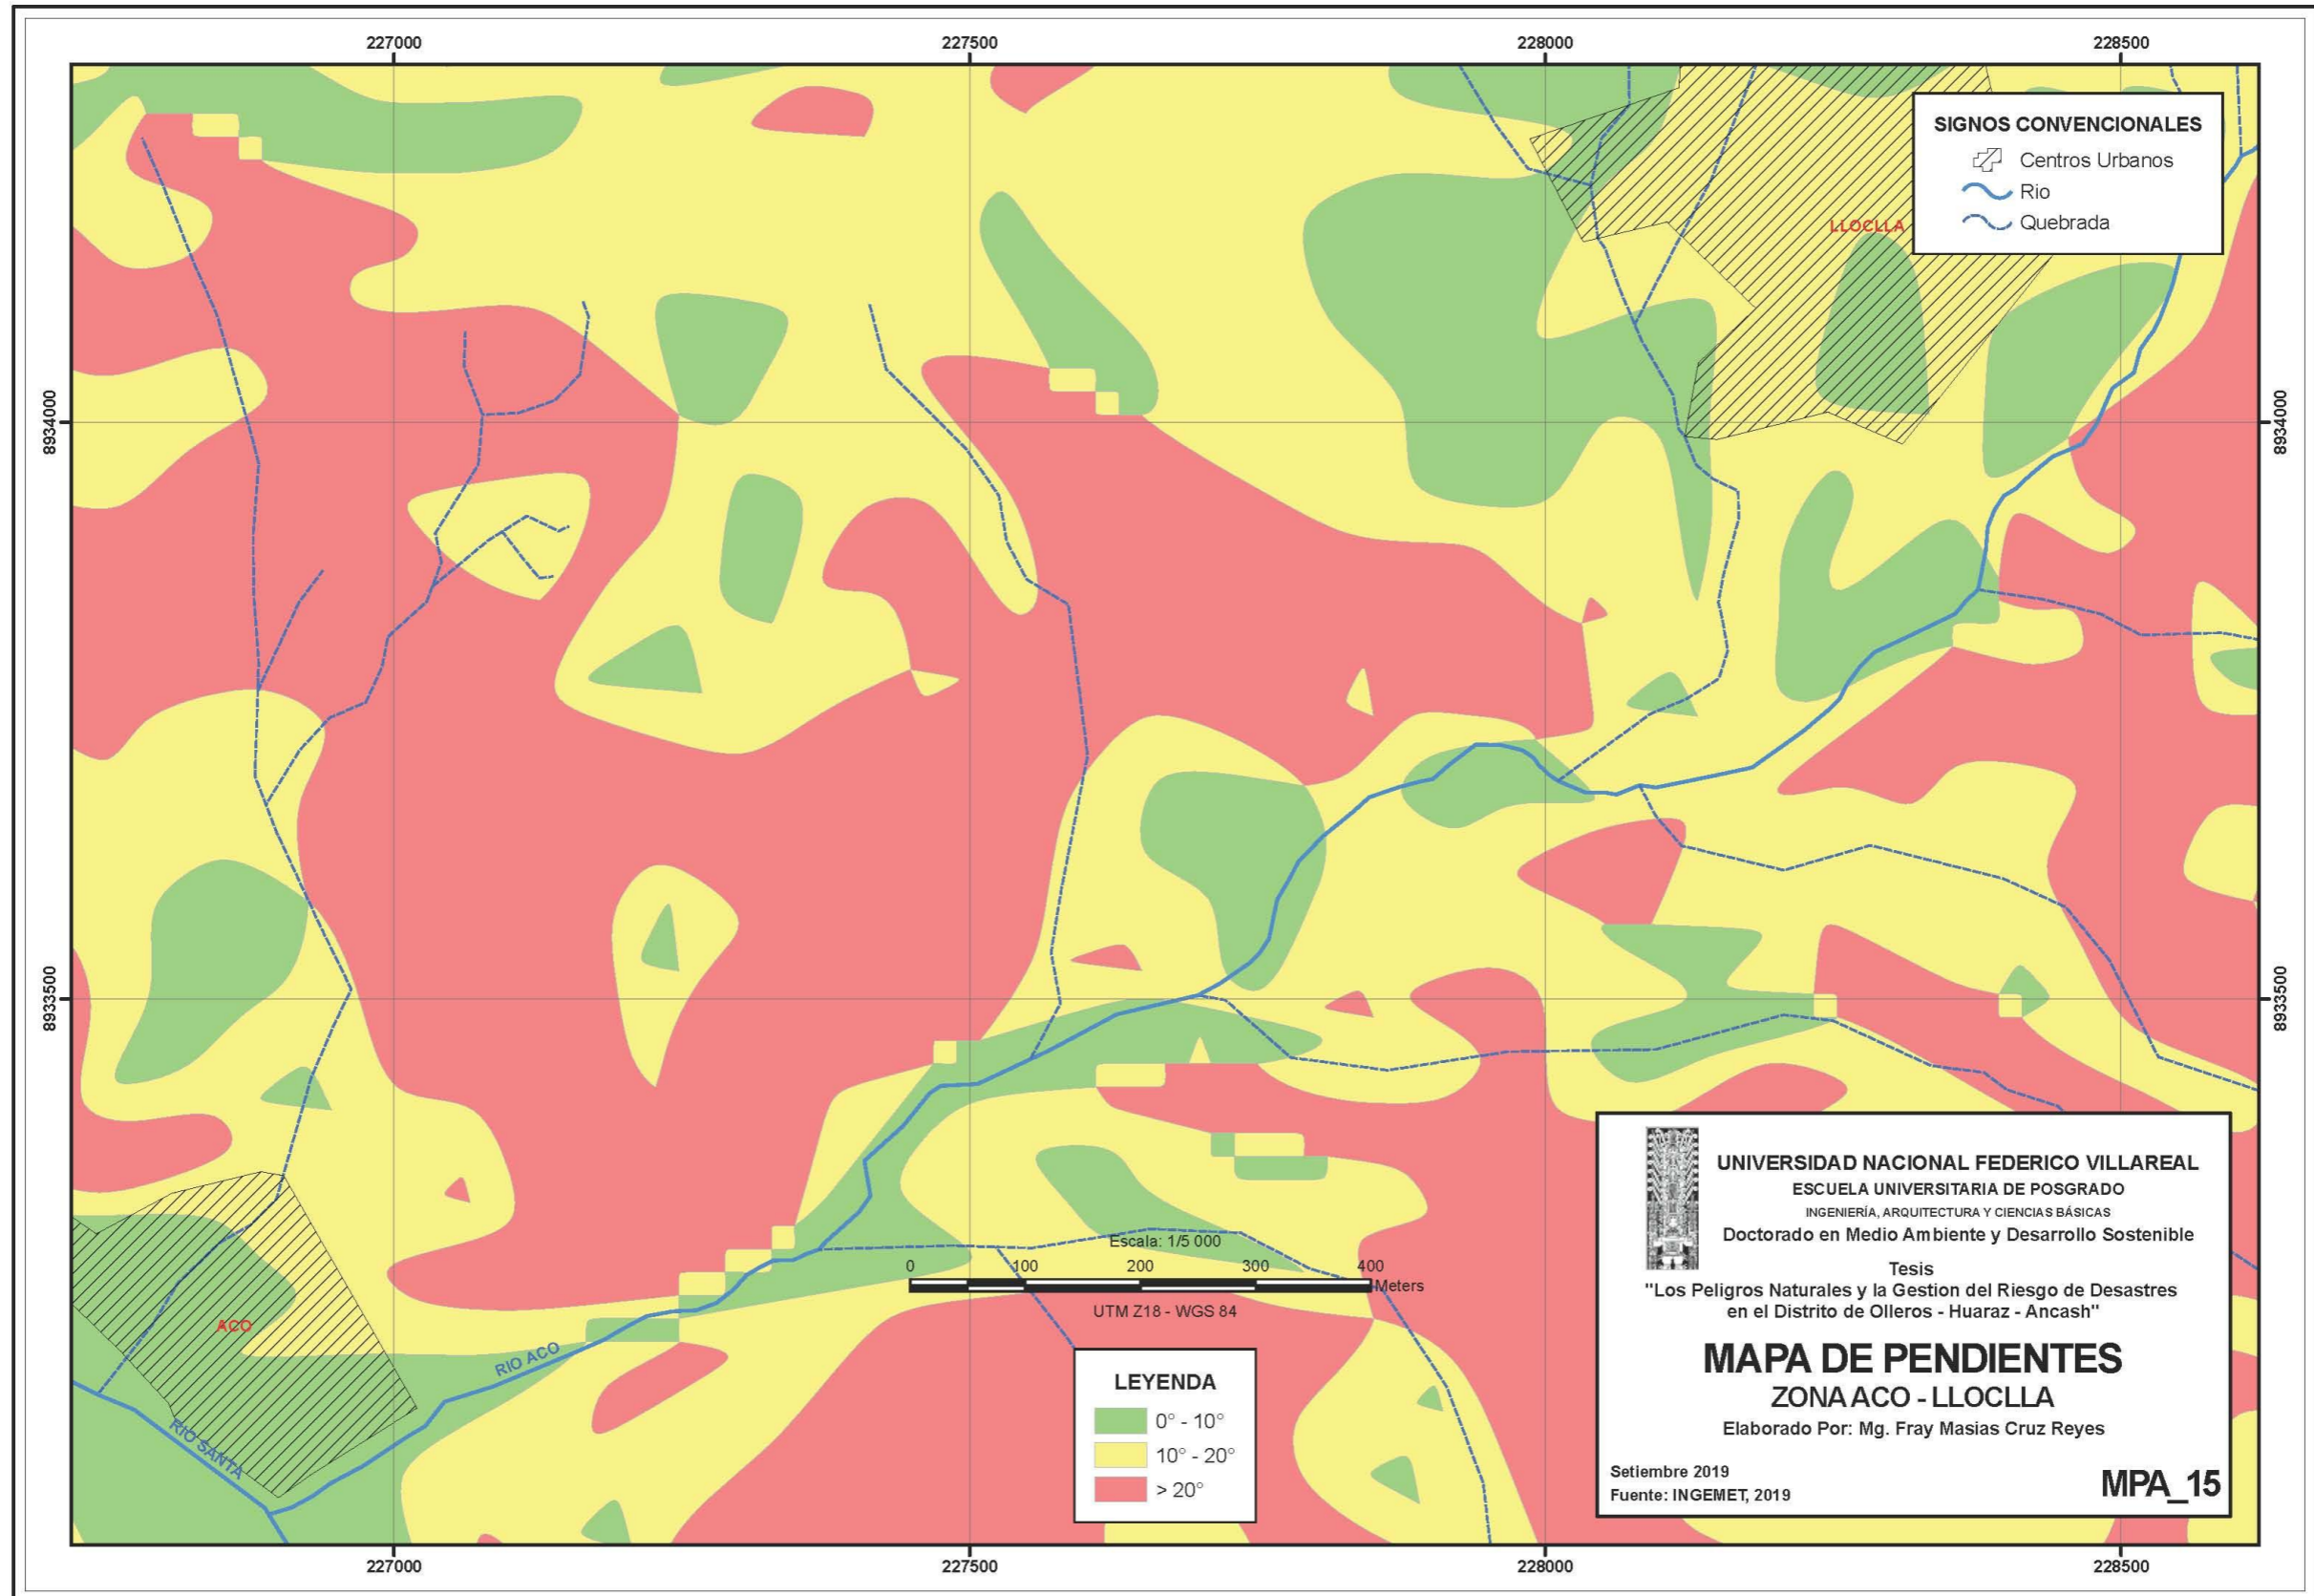 227000
227500
228000
228500
SIGNOS CONVENCIONALES
Centros Urbanos
Rio
Quebrada
LLOCLLA
8934000
8934000
8933500
8933500
ACO
RIO ACO
RIO SANTA
Escala: 1/5 000
0 100 200 300 400
Meters
UTM Z18 - WGS 84
LEYENDA
0° - 10°
10° - 20°
> 20°
UNIVERSIDAD NACIONAL FEDERICO VILLAREAL
ESCUELA UNIVERSITARIA DE POSGRADO
INGENIERÍA, ARQUITECTURA Y CIENCIAS BÁSICAS
Doctorado en Medio Ambiente y Desarrollo Sostenible
Tesis
"Los Peligros Naturales y la Gestion del Riesgo de Desastres
en el Distrito de Olleros - Huaraz - Ancash"
MAPA DE PENDIENTES
ZONA ACO - LLOCLLA
Elaborado Por: Mg. Fray Masias Cruz Reyes
Setiembre 2019
Fuente: INGEMET, 2019
MPA_15
227000
227500
228000
228500